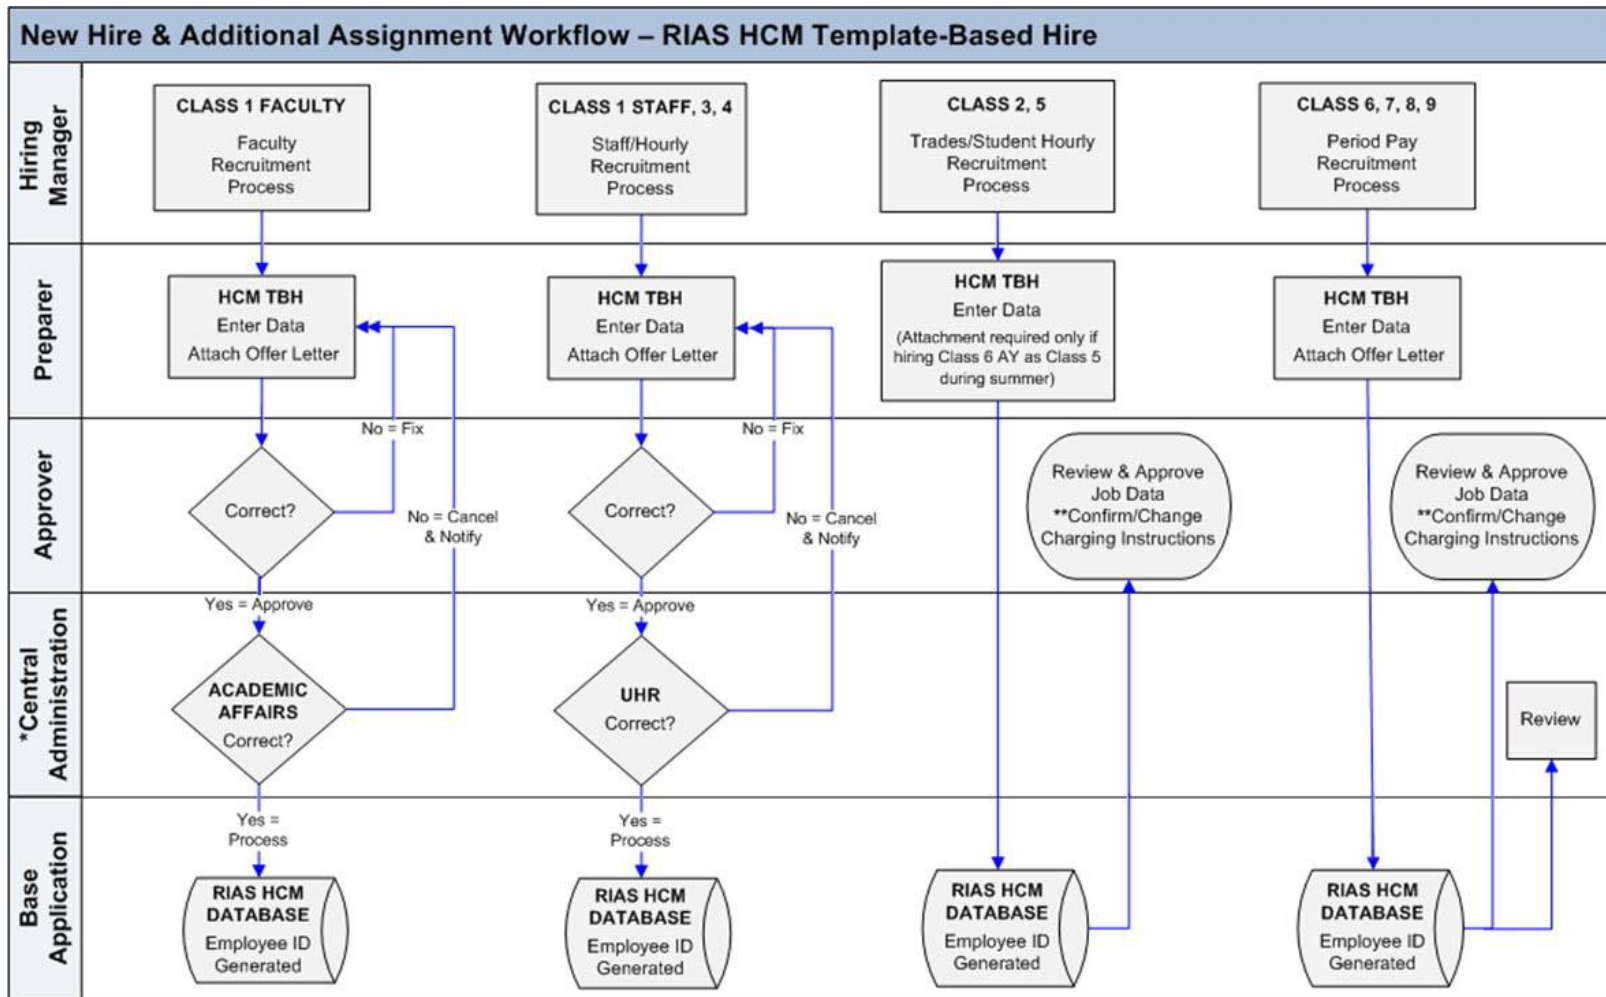 New Hire & Additional Assignment Workflow – RIAS HCM Template-Based Hire
Hiring
Manager
CLASS 1 FACULTY
Faculty
Recruitment
Process
CLASS 1 STAFF, 3, 4
Staff/Hourly
Recruitment
Process
CLASS 2, 5
Trades/Student Hourly
Recruitment
Process
CLASS 6, 7, 8, 9
Period Pay
Recruitment
Process
Preparer
HCM TBH
Enter Data
Attach Offer Letter
HCM TBH
Enter Data
Attach Offer Letter
HCM TBH
Enter Data
(Attachment required only if
hiring Class 6 AY as Class 5
during summer)
HCM TBH
Enter Data
Attach Offer Letter
Approver
No = Fix
Correct?
No = Cancel
& Notify
Yes = Approve
No = Fix
Correct?
No = Cancel
& Notify
Yes = Approve
Review & Approve
Job Data
**Confirm/Change
Charging Instructions
Review & Approve
Job Data
**Confirm/Change
Charging Instructions
*Central
Administration
ACADEMIC
AFFAIRS
Correct?
UHR
Correct?
Review
Base
Application
Yes =
Process
RIAS HCM
DATABASE
Employee ID
Generated
Yes =
Process
RIAS HCM
DATABASE
Employee ID
Generated
RIAS HCM
DATABASE
Employee ID
Generated
RIAS HCM
DATABASE
Employee ID
Generated